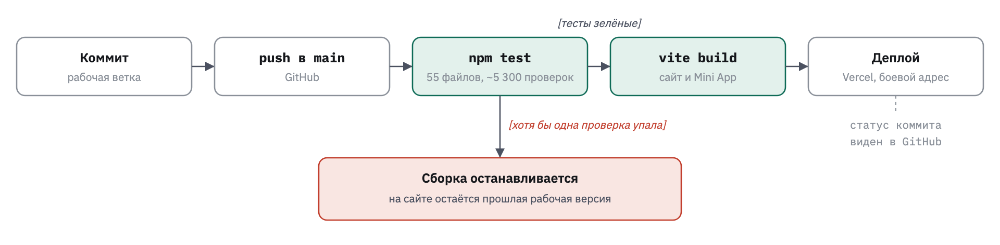 [тесты зелёные]
Коммит
рабочая ветка
push в main
GitHub
npm test
55 файлов, ~5 300 проверок
vite build
сайт и Mini App
Деплой
Vercel, боевой адрес
[хотя бы одна проверка упала]
статус коммита
виден в GitHub
Сборка останавливается
на сайте остаётся прошлая рабочая версия